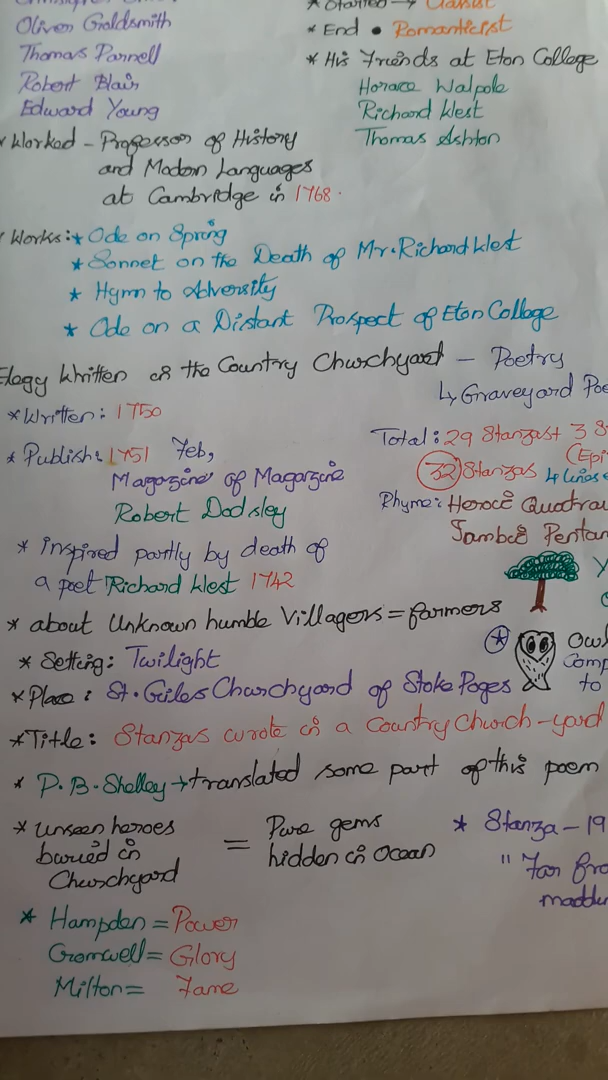 Oliver Goldsmith
Thomas Parnell
Robert Blair
Edward Young
* Started → Classist
* End • Romanticist
* His Friends at Eton College
Horace Walpole
Richard West
Thomas Ashton
* Worked - Professor of History
and Modern Languages
at Cambridge in 1768.
* Works: * Ode on Spring
* Sonnet on the Death of Mr. Richard West
* Hymn to Adversity
* Ode on a Distant Prospect of Eton College
Elegy Written in the Country Churchyard - Poetry
↳ Graveyard Poe
* Written: 1750
* Publish: 1751 Feb,
Magazine of Magazine
Robert Dodsley
Total: 29 Stanzas + 3 S
(Epi
32 Stanzas 4 lines
Rhyme: Heroic Quatra
Iambic Pentam
* inspired partly by death of
a poet Richard West 1742
* about Unknown humble Villagers = farmers
* Setting: Twilight
* Owl
Comp
to
* Place: St. Giles Churchyard of Stoke Poges
* Title: Stanzas wrote in a Country Church-yard
* P. B. Shelley → translated some part of this poem
* unseen heroes
buried in
Churchyard
= Pure gems
hidden in Ocean
* Stanza - 19
" Far fro
maddin
* Hampden = Power
Cromwell = Glory
Milton = Fame